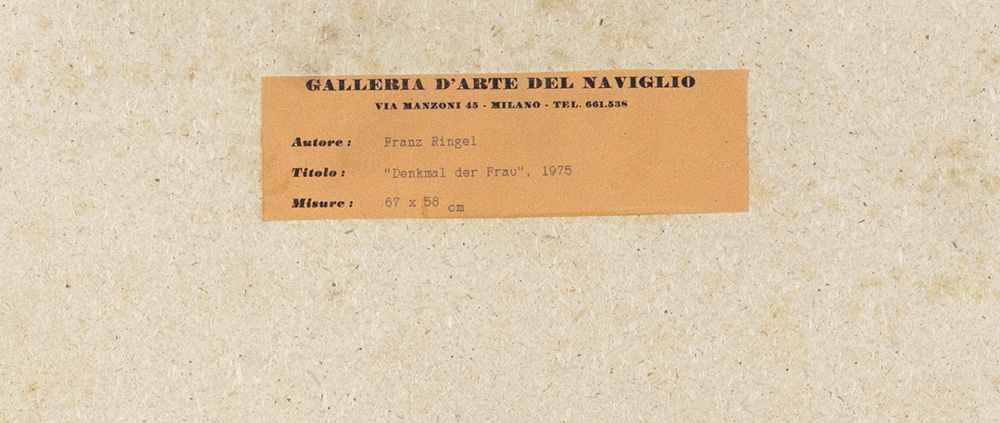 GALLERIA D'ARTE DEL NAVIGLIO
VIA MANZONI 45 - MILANO - TEL. 661.538
Autore: Franz Ringel
Titolo: "Denkmal der Frau", 1975
Misure: 67 x 58 cm